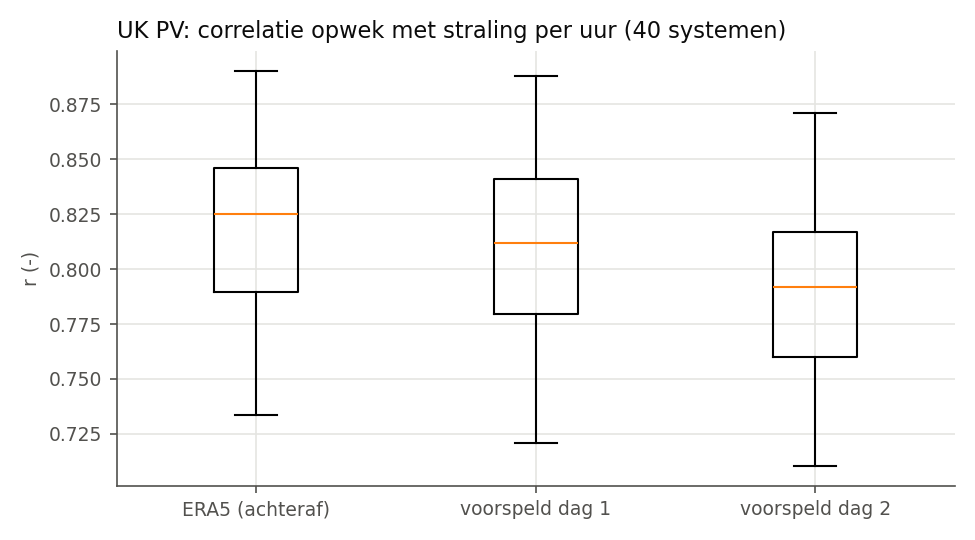 UK PV: correlatie opwek met straling per uur (40 systemen)
r (-)
0.875
0.850
0.825
0.800
0.775
0.750
0.725
ERA5 (achteraf)
voorspeld dag 1
voorspeld dag 2